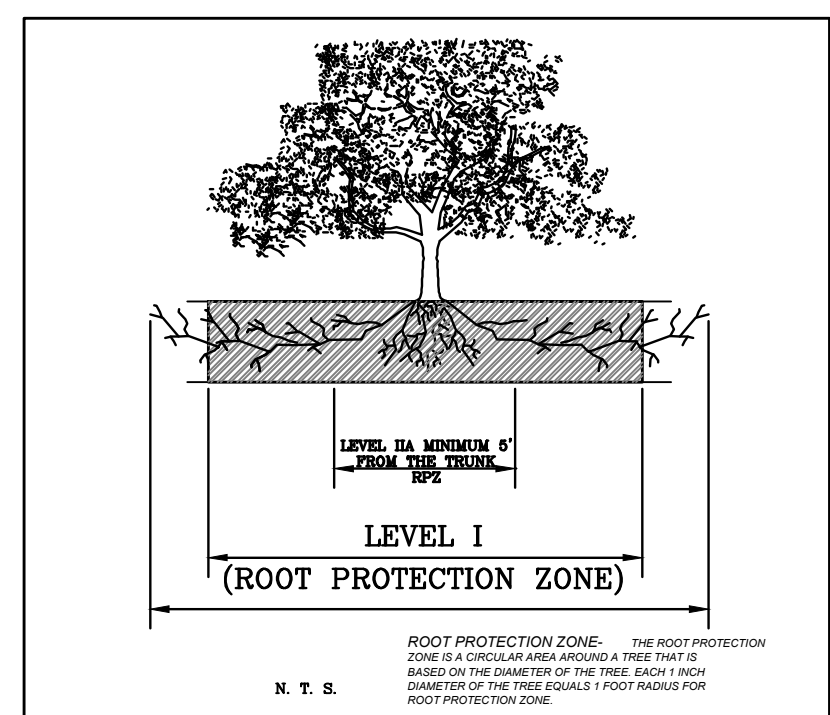 LEVEL IIA MINIMUM 5'
FROM THE TRUNK
RPZ
LEVEL I
(ROOT PROTECTION ZONE)
ROOT PROTECTION ZONE- THE ROOT PROTECTION
ZONE IS A CIRCULAR AREA AROUND A TREE THAT IS
BASED ON THE DIAMETER OF THE TREE. EACH 1 INCH
DIAMETER OF THE TREE EQUALS 1 FOOT RADIUS FOR
ROOT PROTECTION ZONE.
N. T. S.